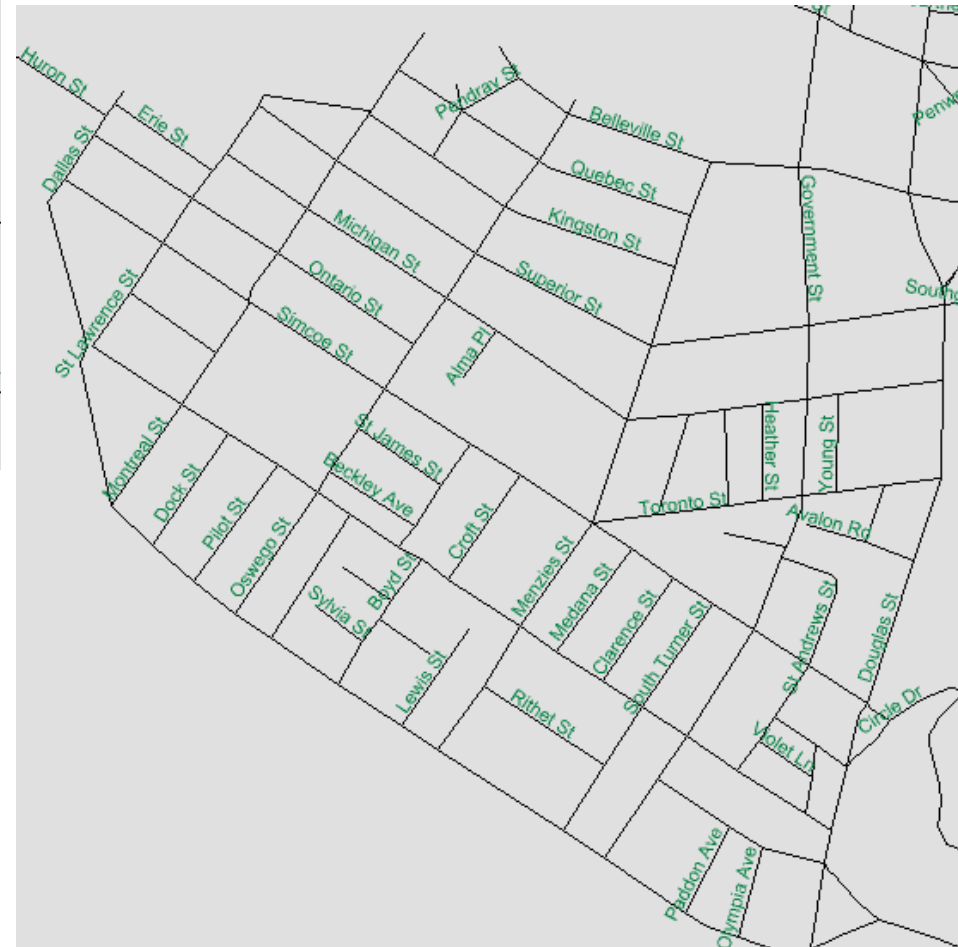 Huron St
Erie St
Dallas St
Pendray St
Belleville St
Quebec St
Kingston St
Superior St
Government St
Michigan St
Ontario St
Simcoe St
St Lawrence St
Alma Pl
Montreal St
Dock St
Pilot St
Oswego St
St James St
Beckley Ave
Croft St
Boyd St
Sylvia St
Lewis St
Menzies St
Medana St
Clarence St
South Turner St
Toronto St
Heather St
Young St
Avalon Rd
St Andrews St
Douglas St
Circle Dr
Violet Ln
Rithet St
Paddon Ave
Olympia Ave